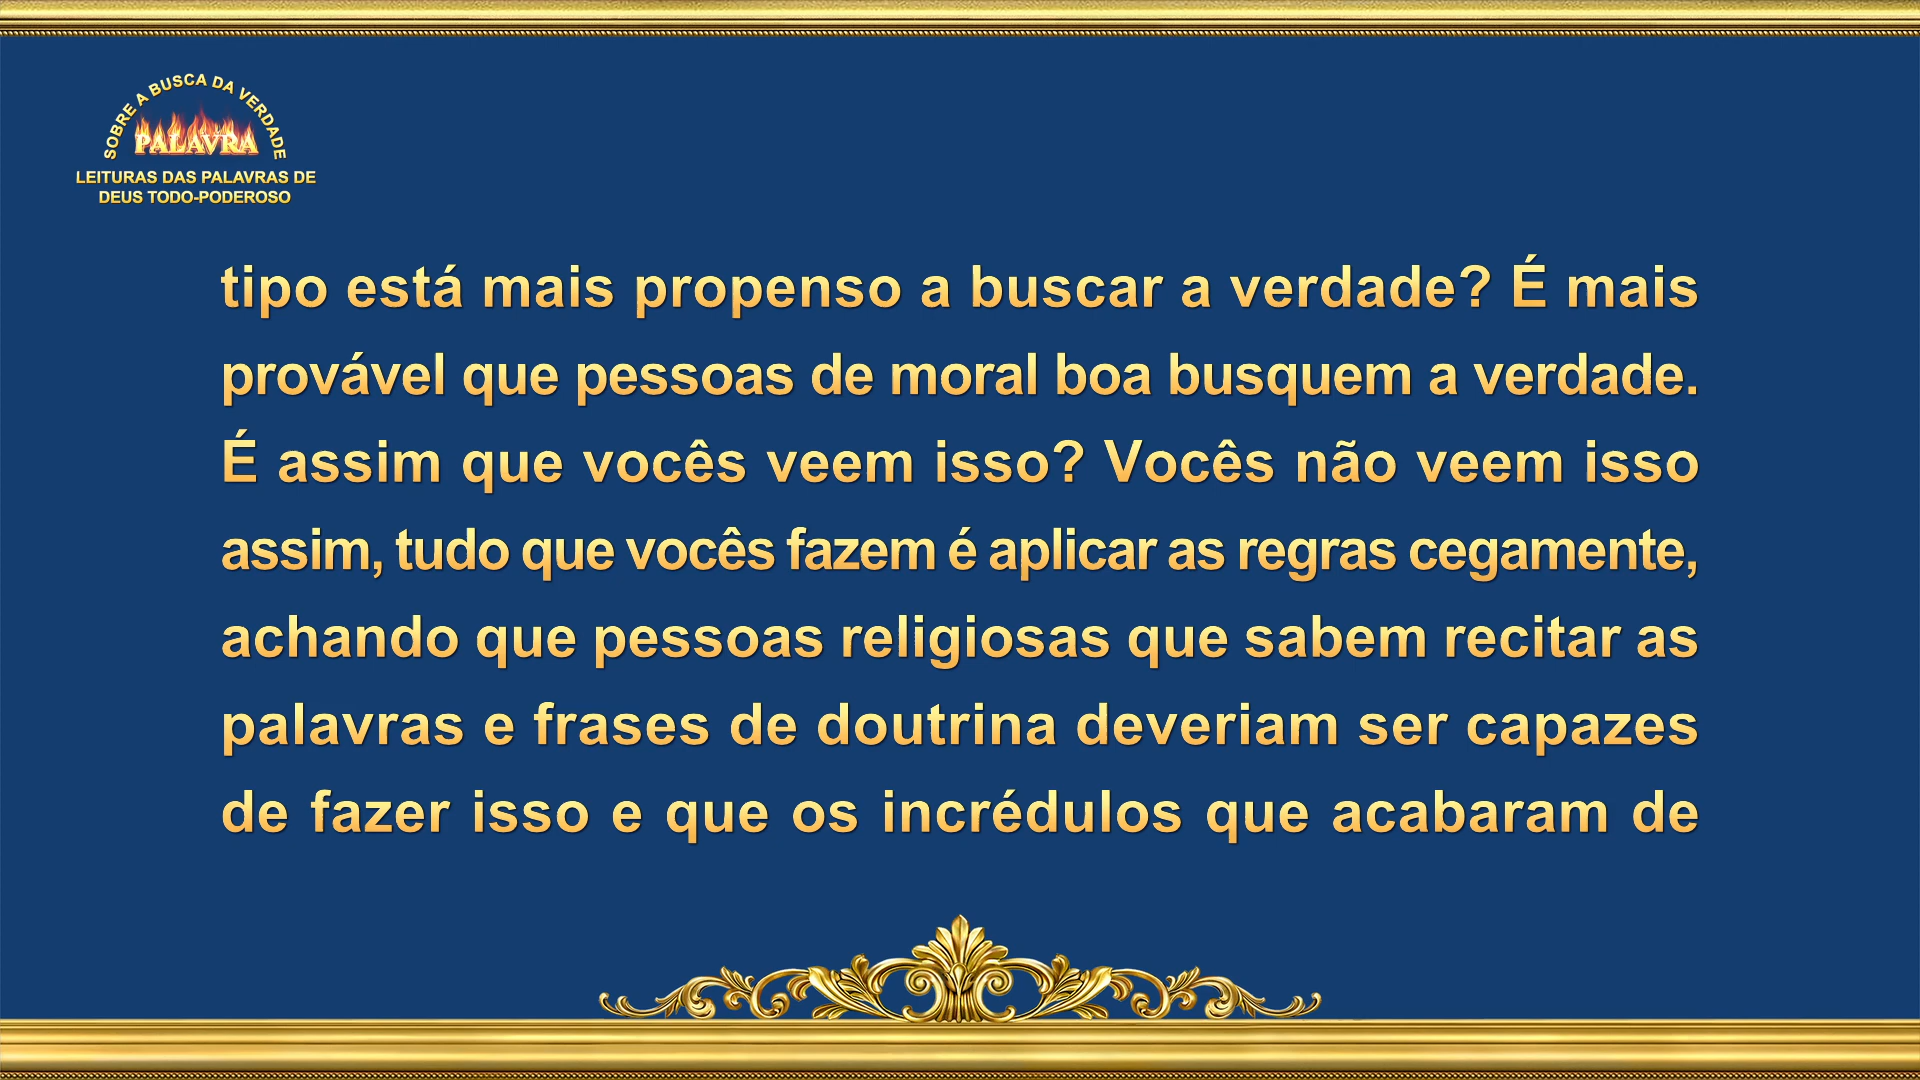 SOBRE A BUSCA DA VERDADE
PALAVRA
LEITURAS DAS PALAVRAS DE
DEUS TODO-PODEROSO
tipo está mais propenso a buscar a verdade? É mais
provável que pessoas de moral boa busquem a verdade.
É assim que vocês veem isso? Vocês não veem isso
assim, tudo que vocês fazem é aplicar as regras cegamente,
achando que pessoas religiosas que sabem recitar as
palavras e frases de doutrina deveriam ser capazes
de fazer isso e que os incrédulos que acabaram de